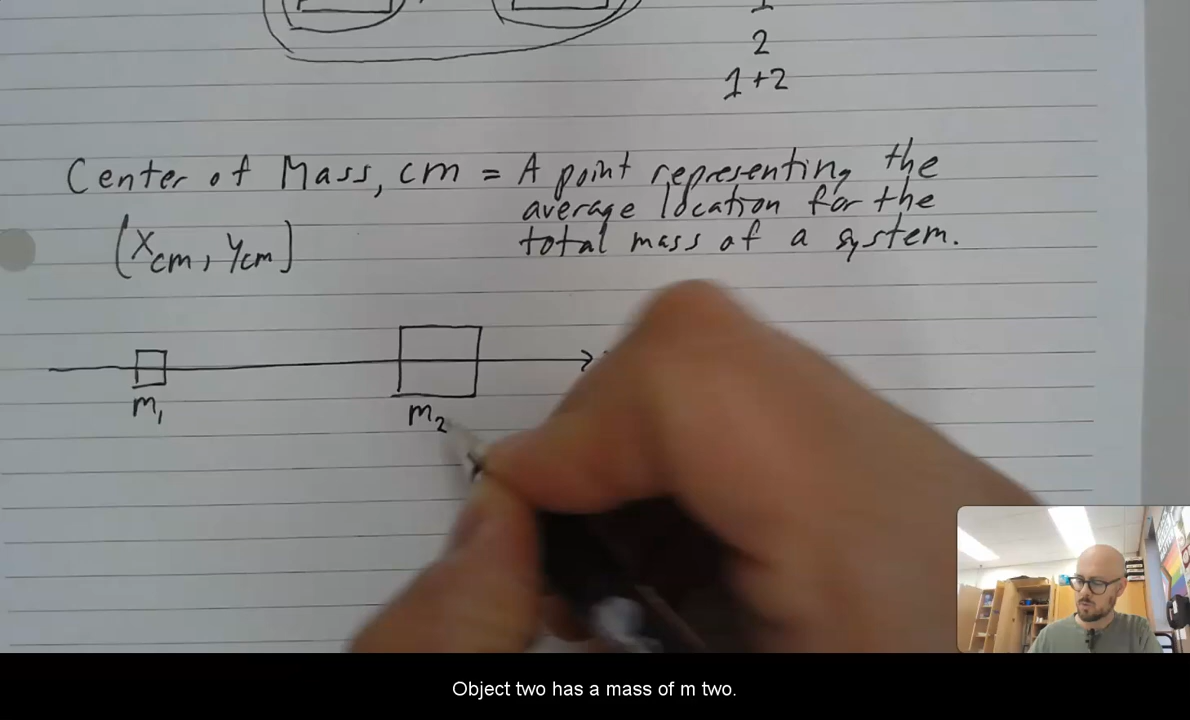 2
1+2
Center of Mass, cm = A point representing the
average location for the
total mass of a system.
(xcm, ycm)
m1
m2
Object two has a mass of m two.